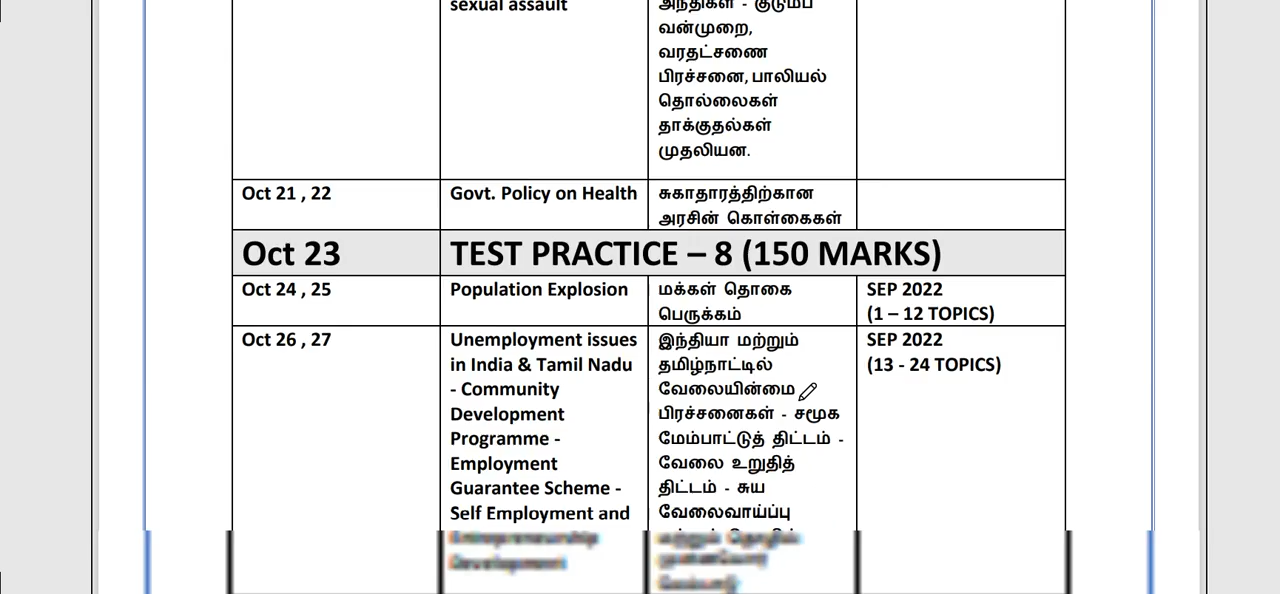 sexual assault
வன்முறை,
வரதட்சணை
பிரச்சனை, பாலியல்
தொல்லைகள்
தாக்குதல்கள்
முதலியன.
Oct 21 , 22
Govt. Policy on Health
சுகாதாரத்திற்கான
அரசின் கொள்கைகள்
Oct 23
TEST PRACTICE – 8 (150 MARKS)
Oct 24 , 25
Population Explosion
மக்கள் தொகை
பெருக்கம்
SEP 2022
(1 – 12 TOPICS)
Oct 26 , 27
Unemployment issues
in India & Tamil Nadu
- Community
Development
Programme -
Employment
Guarantee Scheme -
Self Employment and
Entrepreneurship
Development
இந்தியா மற்றும்
தமிழ்நாட்டில்
வேலையின்மை
பிரச்சனைகள் - சமூக
மேம்பாட்டுத் திட்டம் -
வேலை உறுதித்
திட்டம் - சுய
வேலைவாய்ப்பு
SEP 2022
(13 - 24 TOPICS)